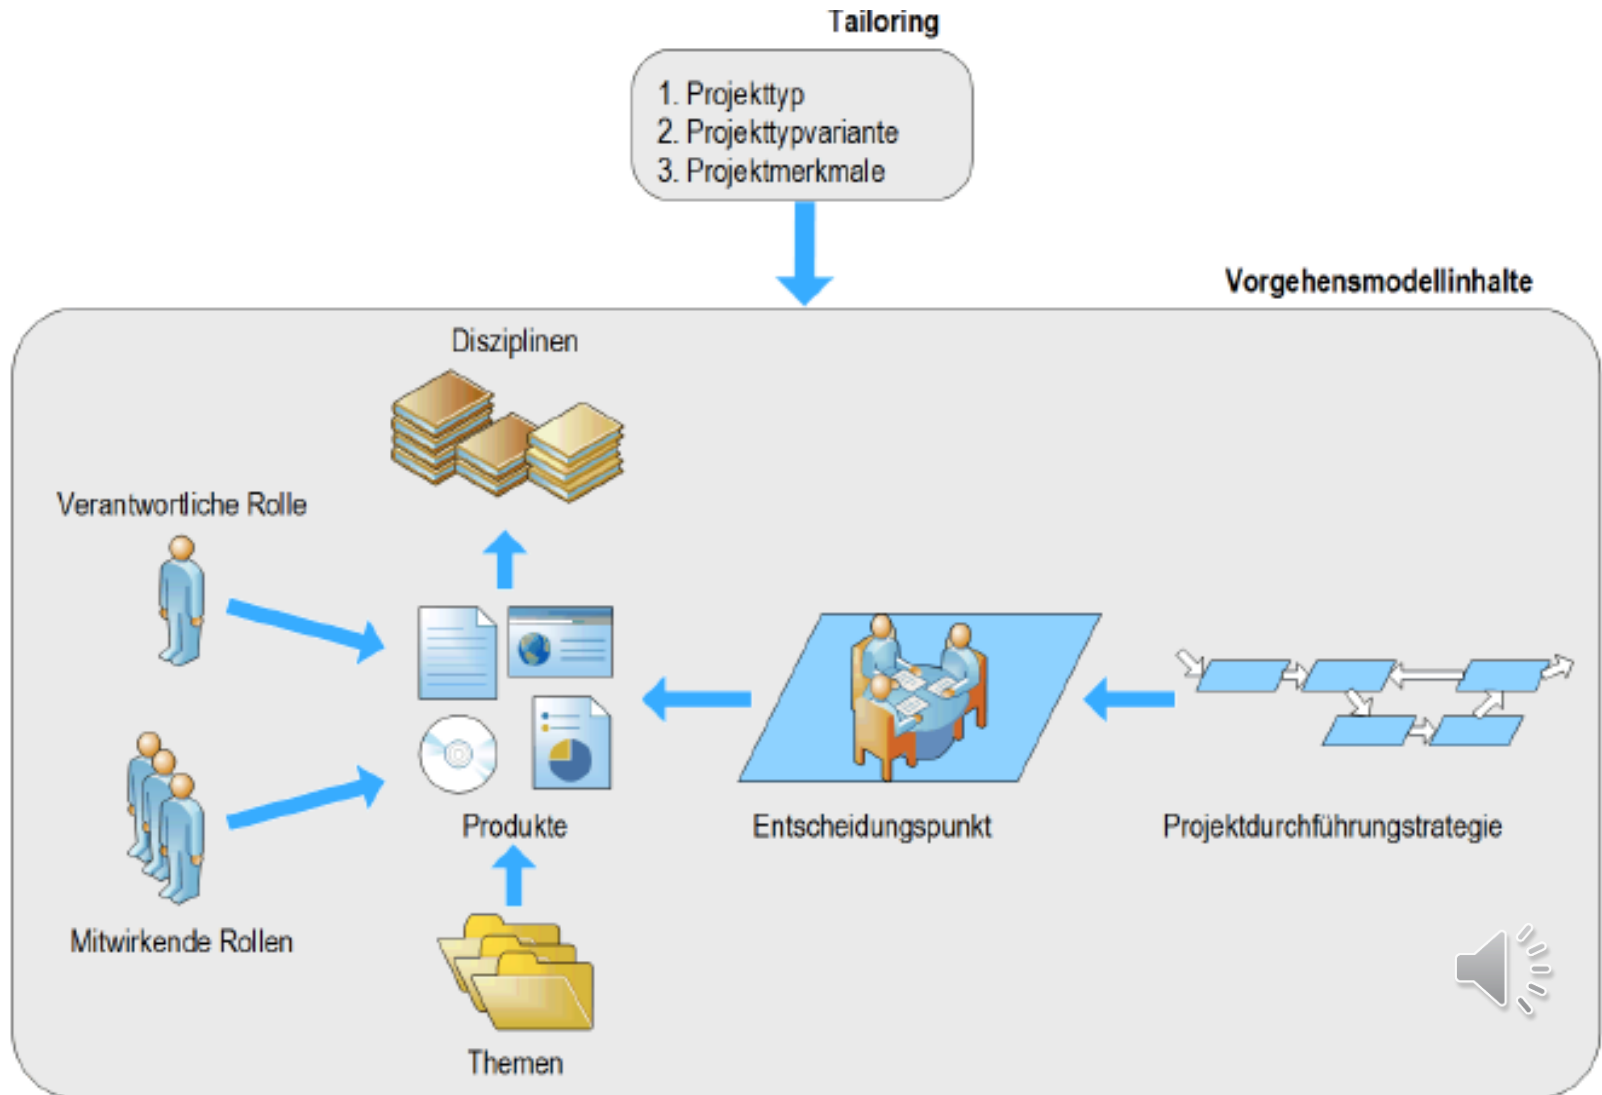 Tailoring
1. Projekttyp
2. Projekttypvariante
3. Projektmerkmale
Vorgehensmodellinhalte
Disziplinen
Verantwortliche Rolle
Produkte
Entscheidungspunkt
Projektdurchführungstrategie
Mitwirkende Rollen
Themen